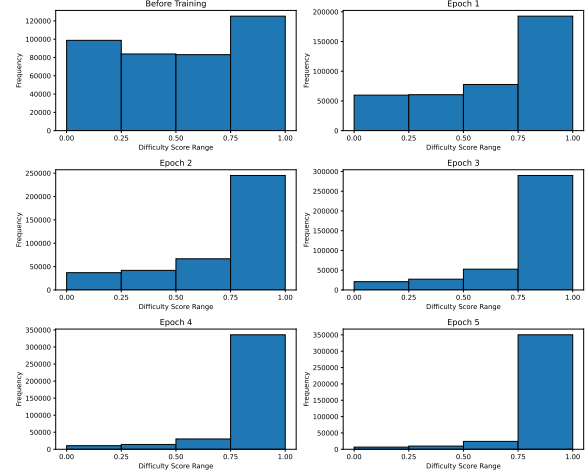 Before Training
120000
100000
80000
60000
40000
20000
0
Frequency
0.00 0.25 0.50 0.75 1.00
Difficulty Score Range
Epoch 1
200000
150000
100000
50000
0
Frequency
0.00 0.25 0.50 0.75 1.00
Difficulty Score Range
Epoch 2
250000
200000
150000
100000
50000
0
Frequency
0.00 0.25 0.50 0.75 1.00
Difficulty Score Range
Epoch 3
300000
250000
200000
150000
100000
50000
0
Frequency
0.00 0.25 0.50 0.75 1.00
Difficulty Score Range
Epoch 4
350000
300000
250000
200000
150000
100000
50000
0
Frequency
0.00 0.25 0.50 0.75 1.00
Difficulty Score Range
Epoch 5
350000
300000
250000
200000
150000
100000
50000
0
Frequency
0.00 0.25 0.50 0.75 1.00
Difficulty Score Range